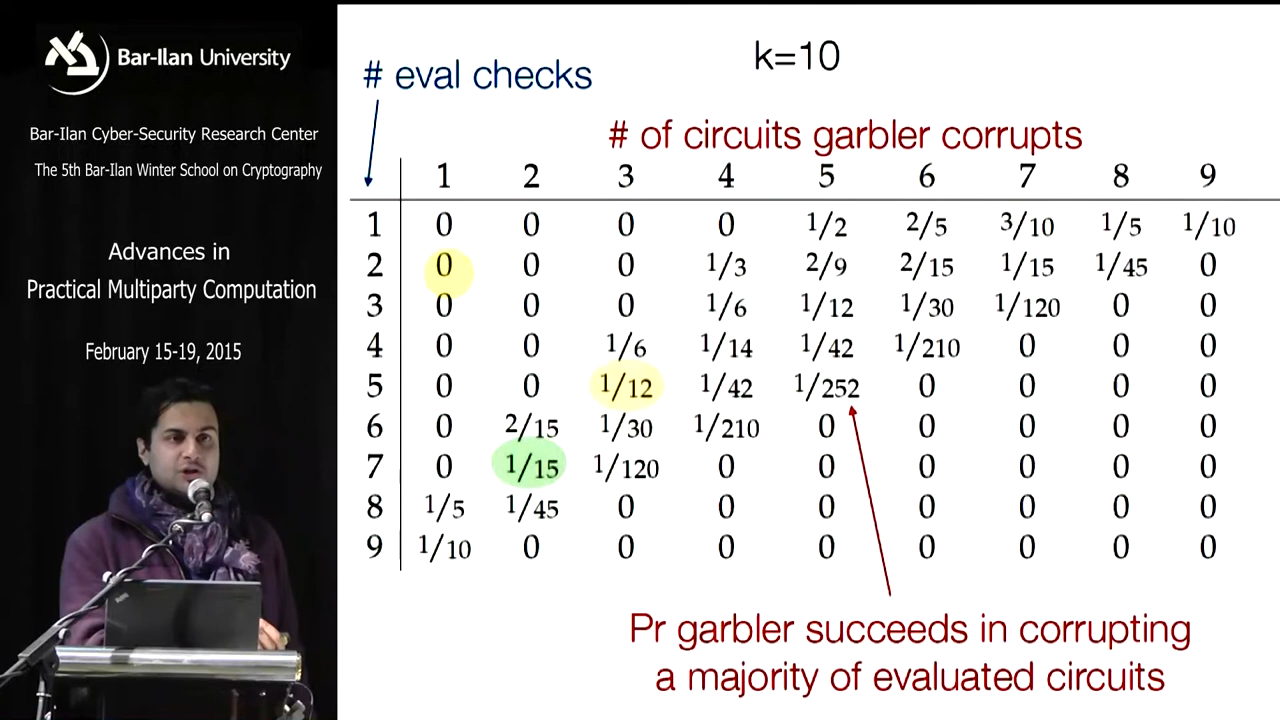 Bar-Ilan University
Bar-Ilan Cyber-Security Research Center
The 5th Bar-Ilan Winter School on Cryptography
Advances in
Practical Multiparty Computation
February 15-19, 2015
k=10
# eval checks
# of circuits garbler corrupts
1 2 3 4 5 6 7 8 9
1 0 0 0 0 1/2 2/5 3/10 1/5 1/10
2 0 0 0 1/3 2/9 2/15 1/15 1/45 0
3 0 0 0 1/6 1/12 1/30 1/120 0 0
4 0 0 1/6 1/14 1/42 1/210 0 0 0
5 0 0 1/12 1/42 1/252 0 0 0 0
6 0 2/15 1/30 1/210 0 0 0 0 0
7 0 1/15 1/120 0 0 0 0 0 0
8 1/5 1/45 0 0 0 0 0 0 0
9 1/10 0 0 0 0 0 0 0 0
Pr garbler succeeds in corrupting
a majority of evaluated circuits